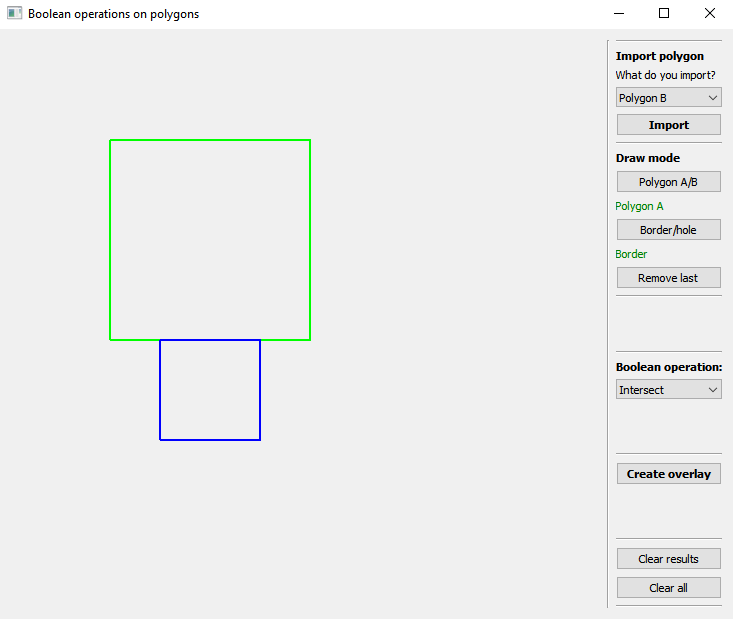 Boolean operations on polygons
Import polygon
What do you import?
Polygon B
Import
Draw mode
Polygon A/B
Polygon A
Border/hole
Border
Remove last
Boolean operation:
Intersect
Create overlay
Clear results
Clear all